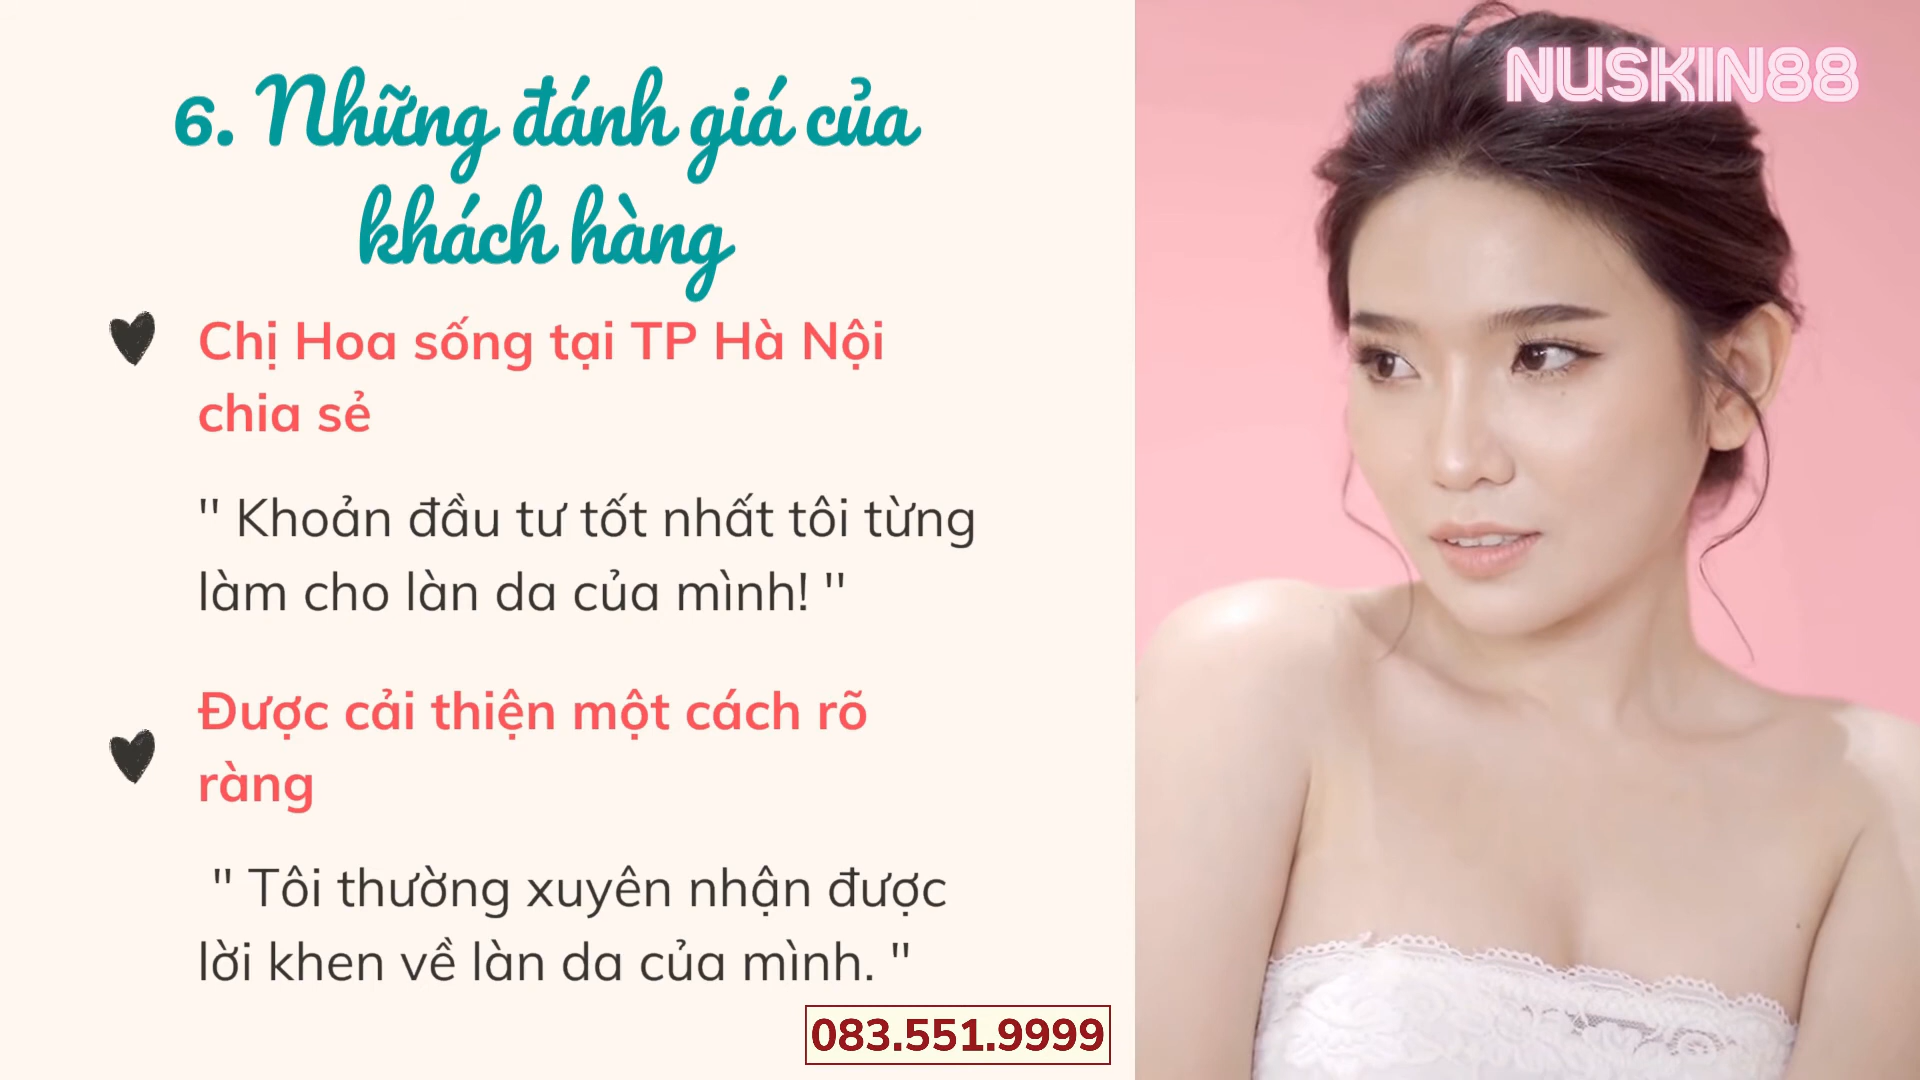 6. Những đánh giá của
khách hàng
Chị Hoa sống tại TP Hà Nội
chia sẻ
" Khoản đầu tư tốt nhất tôi từng
làm cho làn da của mình! "
Được cải thiện một cách rõ
ràng
" Tôi thường xuyên nhận được
lời khen về làn da của mình. "
083.551.9999
NUSKIN88